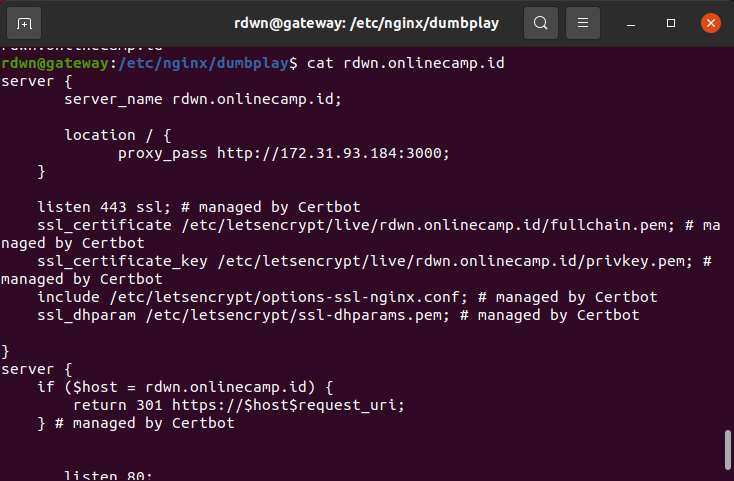 rdwn@gateway: /etc/nginx/dumbplay
rdwn.onlinecamp.id
rdwn@gateway:/etc/nginx/dumbplay$ cat rdwn.onlinecamp.id
server {
server_name rdwn.onlinecamp.id;
location / {
proxy_pass http://172.31.93.184:3000;
}
listen 443 ssl; # managed by Certbot
ssl_certificate /etc/letsencrypt/live/rdwn.onlinecamp.id/fullchain.pem; # ma
naged by Certbot
ssl_certificate_key /etc/letsencrypt/live/rdwn.onlinecamp.id/privkey.pem; #
managed by Certbot
include /etc/letsencrypt/options-ssl-nginx.conf; # managed by Certbot
ssl_dhparam /etc/letsencrypt/ssl-dhparams.pem; # managed by Certbot
}
server {
if ($host = rdwn.onlinecamp.id) {
return 301 https://$host$request_uri;
} # managed by Certbot
listen 80;